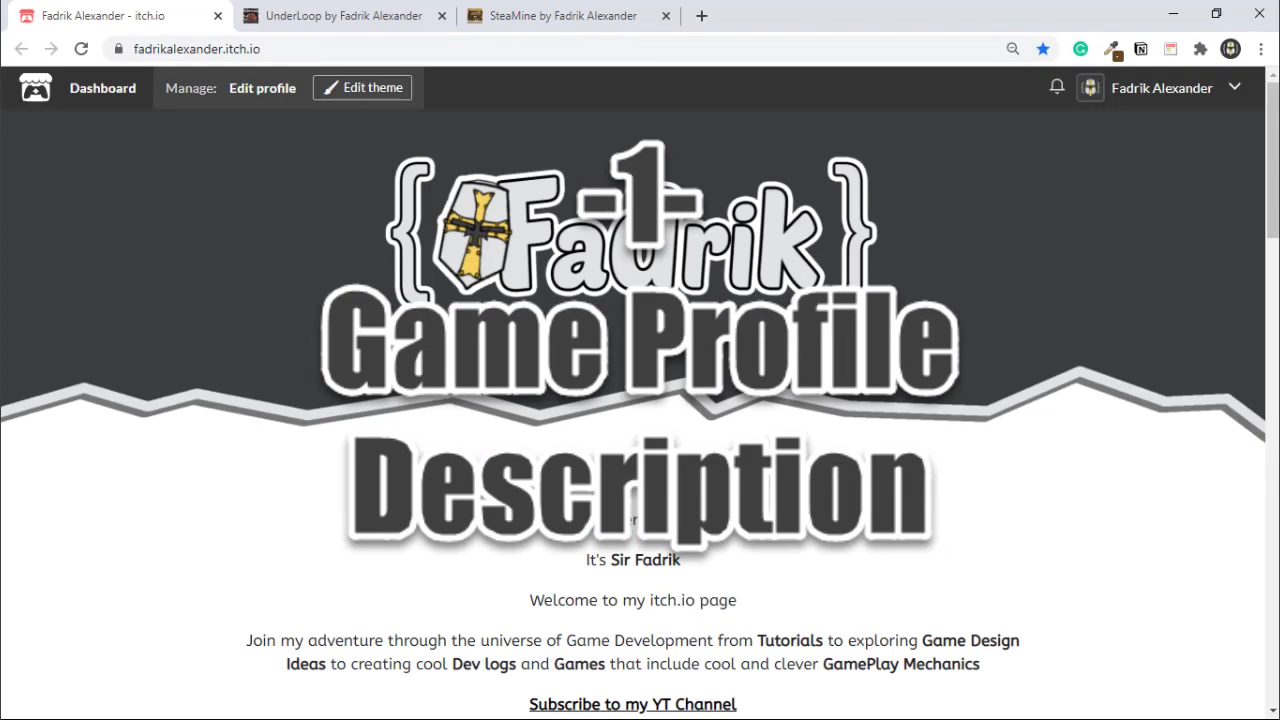 Fadrik Alexander - itch.io
UnderLoop by Fadrik Alexander
SteaMine by Fadrik Alexander
fadrikalexander.itch.io
Dashboard
Manage: Edit profile
Edit theme
Fadrik Alexander
{ Fadrik }
-1-
Game Profile
Description
It's Sir Fadrik
Welcome to my itch.io page
Join my adventure through the universe of Game Development from Tutorials to exploring Game Design
Ideas to creating cool Dev logs and Games that include cool and clever GamePlay Mechanics
Subscribe to my YT Channel